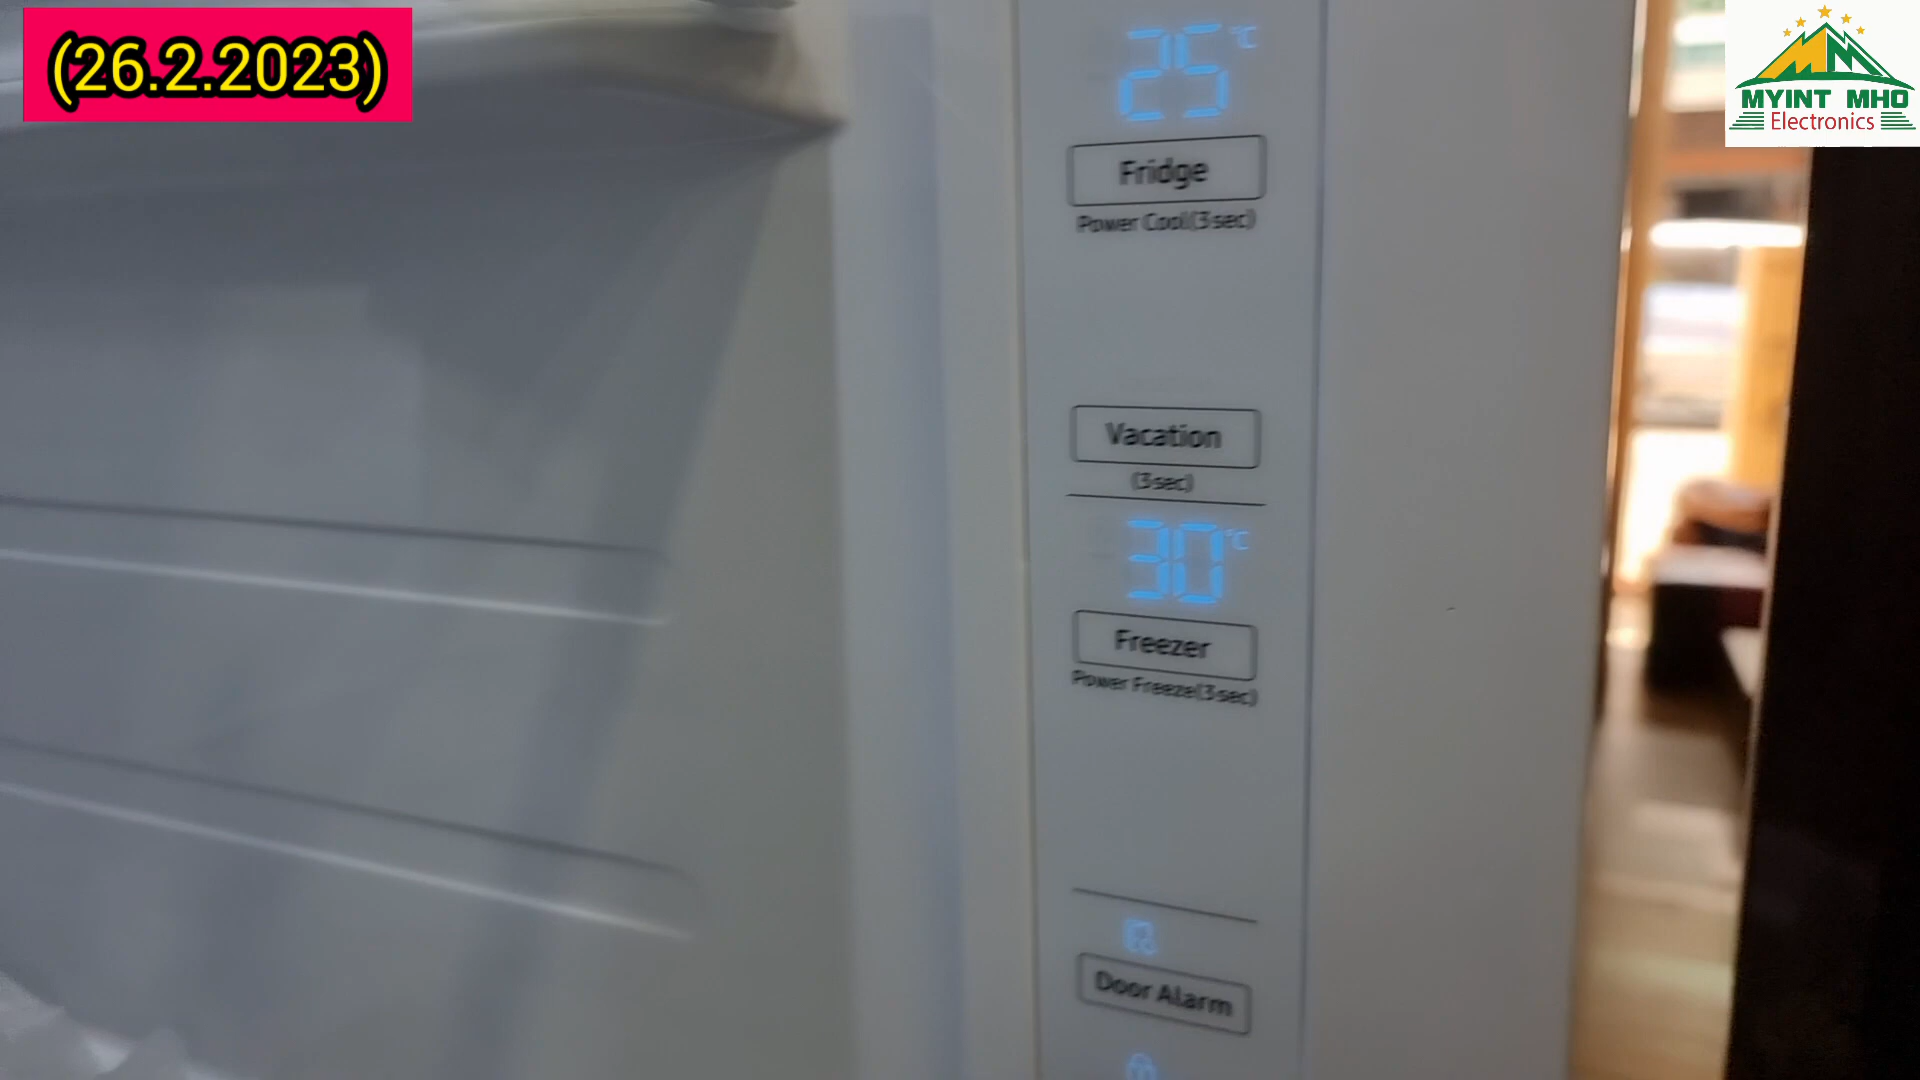 (26.2.2023)
MYINT MHO
Electronics
25°C
Fridge
Power Cool(3sec)
Vacation
(3sec)
30°C
Freezer
Power Freeze(3sec)
Door Alarm